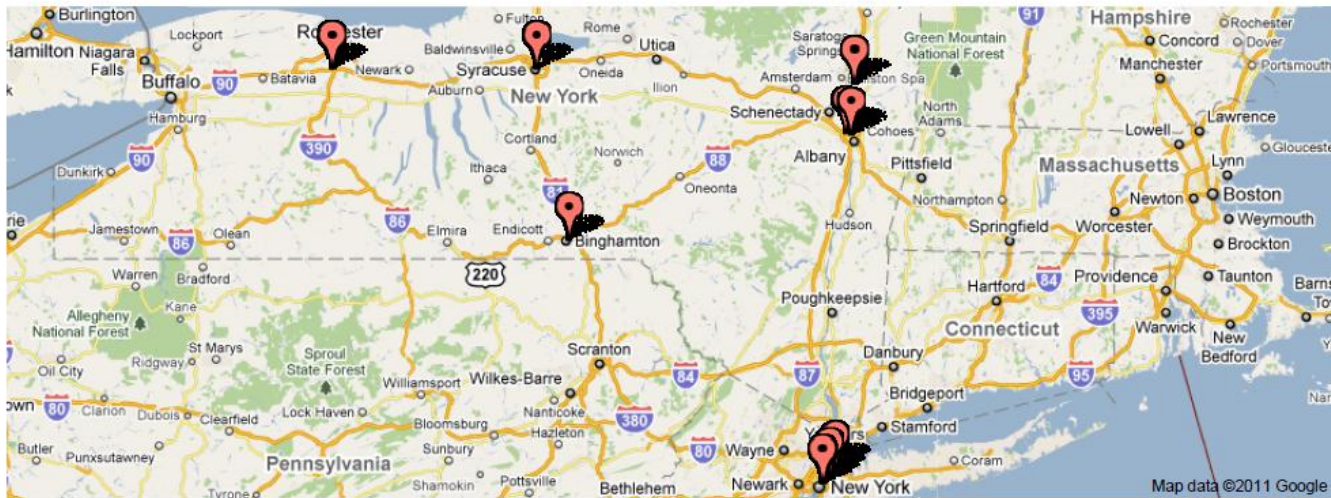 Burlington
Hamilton
Niagara
Falls
Lockport
Buffalo
Batavia
90
Newark
Hamburg
90
390
Dunkirk
Jamestown
86
Olean
Warren
Bradford
Kane
Allegheny
National Forest
Ridgway
St Marys
Oil City
80
Clarion
Dubois
Clearfield
Butler
Punxsutawney
Tyrone
Pennsylvania
Sproul
State Forest
Lock Haven
Williamsport
Bloomsburg
Sunbury
Shamokin
Pottsville
Hazleton
Nanticoke
Wilkes-Barre
Scranton
380
Bethlehem
80
84
Fulton
Baldwinsville
Syracuse
Auburn
New York
Rome
Oneida
Utica
Ilion
Cortland
Norwich
Ithaca
81
88
Oneonta
86
Elmira
Endicott
Binghamton
220
Saratoga
Springs
Amsterdam
Schenectady
Cohoes
Albany
Green Mountain
National Forest
91
North
Adams
Pittsfield
Hudson
Poughkeepsie
87
Danbury
Bridgeport
Stamford
Wayne
Newark
New York
Coram
95
Hampshire
Rochester
Concord
Dover
Manchester
Portsmouth
Lowell
Lawrence
Massachusetts
Lynn
Gloucester
Newton
Boston
Northampton
Springfield
Worcester
Weymouth
Brockton
Hartford
84
Providence
Taunton
Connecticut
395
Warwick
New
Bedford
Map data ©2011 Google